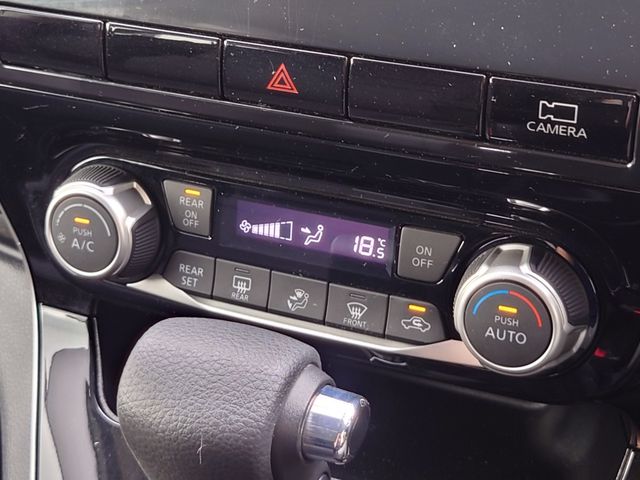 CAMERA
PUSH
A/C
REAR
ON
OFF
18.5°C
ON
OFF
REAR
SET
REAR
FRONT
PUSH
AUTO